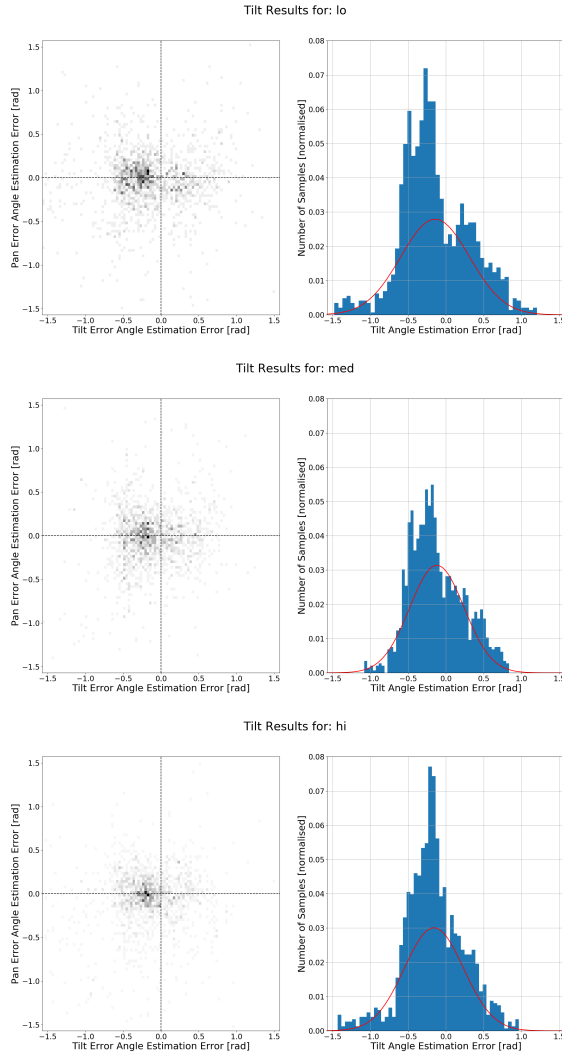 Tilt Results for: lo
1.5
1.0
0.5
0.0
−0.5
−1.0
−1.5
Pan Error Angle Estimation Error [rad]
−1.5 −1.0 −0.5 0.0 0.5 1.0 1.5
Tilt Error Angle Estimation Error [rad]
0.08
0.07
0.06
0.05
0.04
0.03
0.02
0.01
0.00
Number of Samples [normalised]
−1.5 −1.0 −0.5 0.0 0.5 1.0 1.5
Tilt Angle Estimation Error [rad]
Tilt Results for: med
1.5
1.0
0.5
0.0
−0.5
−1.0
−1.5
Pan Error Angle Estimation Error [rad]
−1.5 −1.0 −0.5 0.0 0.5 1.0 1.5
Tilt Error Angle Estimation Error [rad]
0.08
0.07
0.06
0.05
0.04
0.03
0.02
0.01
0.00
Number of Samples [normalised]
−1.5 −1.0 −0.5 0.0 0.5 1.0 1.5
Tilt Angle Estimation Error [rad]
Tilt Results for: hi
1.5
1.0
0.5
0.0
−0.5
−1.0
−1.5
Pan Error Angle Estimation Error [rad]
−1.5 −1.0 −0.5 0.0 0.5 1.0 1.5
Tilt Error Angle Estimation Error [rad]
0.08
0.07
0.06
0.05
0.04
0.03
0.02
0.01
0.00
Number of Samples [normalised]
−1.5 −1.0 −0.5 0.0 0.5 1.0 1.5
Tilt Angle Estimation Error [rad]